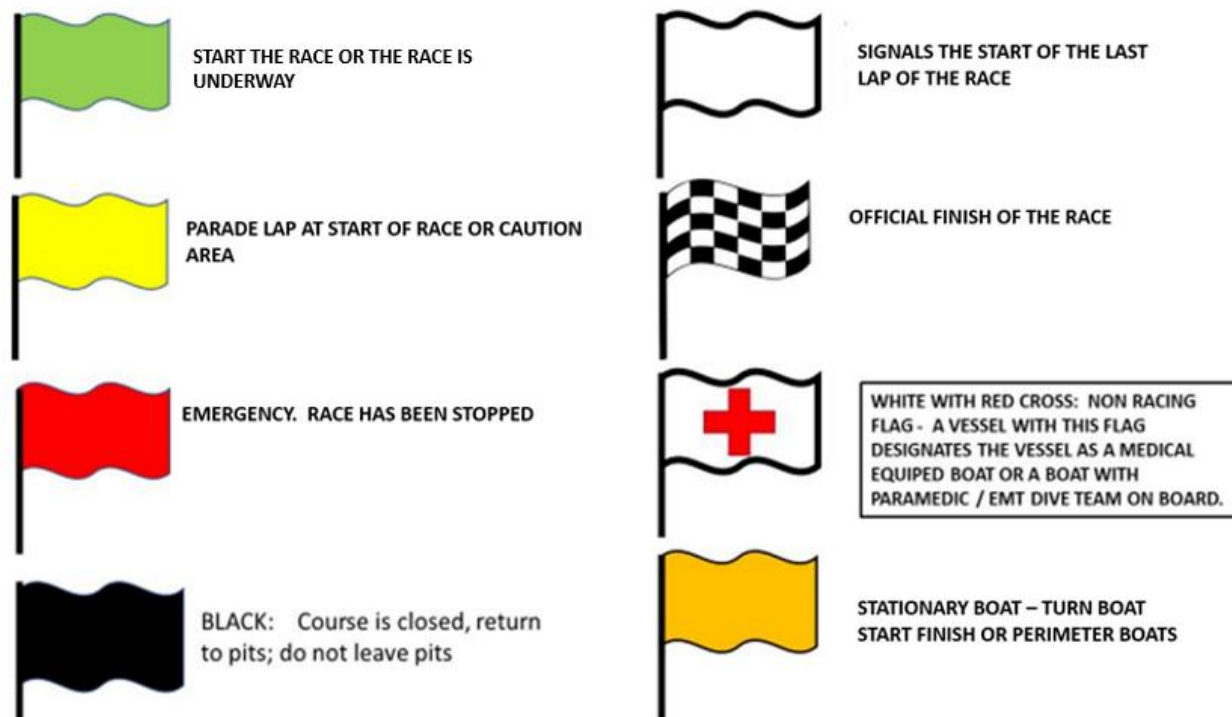 START THE RACE OR THE RACE IS
UNDERWAY
SIGNALS THE START OF THE LAST
LAP OF THE RACE
PARADE LAP AT START OF RACE OR CAUTION
AREA
OFFICIAL FINISH OF THE RACE
EMERGENCY. RACE HAS BEEN STOPPED
WHITE WITH RED CROSS: NON RACING
FLAG - A VESSEL WITH THIS FLAG
DESIGNATES THE VESSEL AS A MEDICAL
EQUIPED BOAT OR A BOAT WITH
PARAMEDIC / EMT DIVE TEAM ON BOARD.
BLACK: Course is closed, return
to pits; do not leave pits
STATIONARY BOAT – TURN BOAT
START FINISH OR PERIMETER BOATS